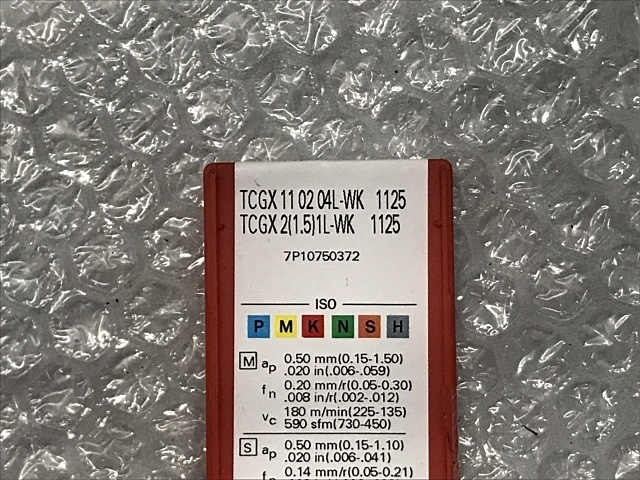 TCGX 11 02 04L-WK 1125
TCGX 2(1.5)1L-WK 1125
7P10750372
ISO
P M K N S H
M ap 0.50 mm(0.15-1.50)
.020 in(.006-.059)
fn 0.20 mm/r(0.05-0.30)
.008 in/r(.002-.012)
vc 180 m/min(225-135)
590 sfm(730-450)
S ap 0.50 mm(0.15-1.10)
.020 in(.006-.041)
fn 0.14 mm/r(0.05-0.21)